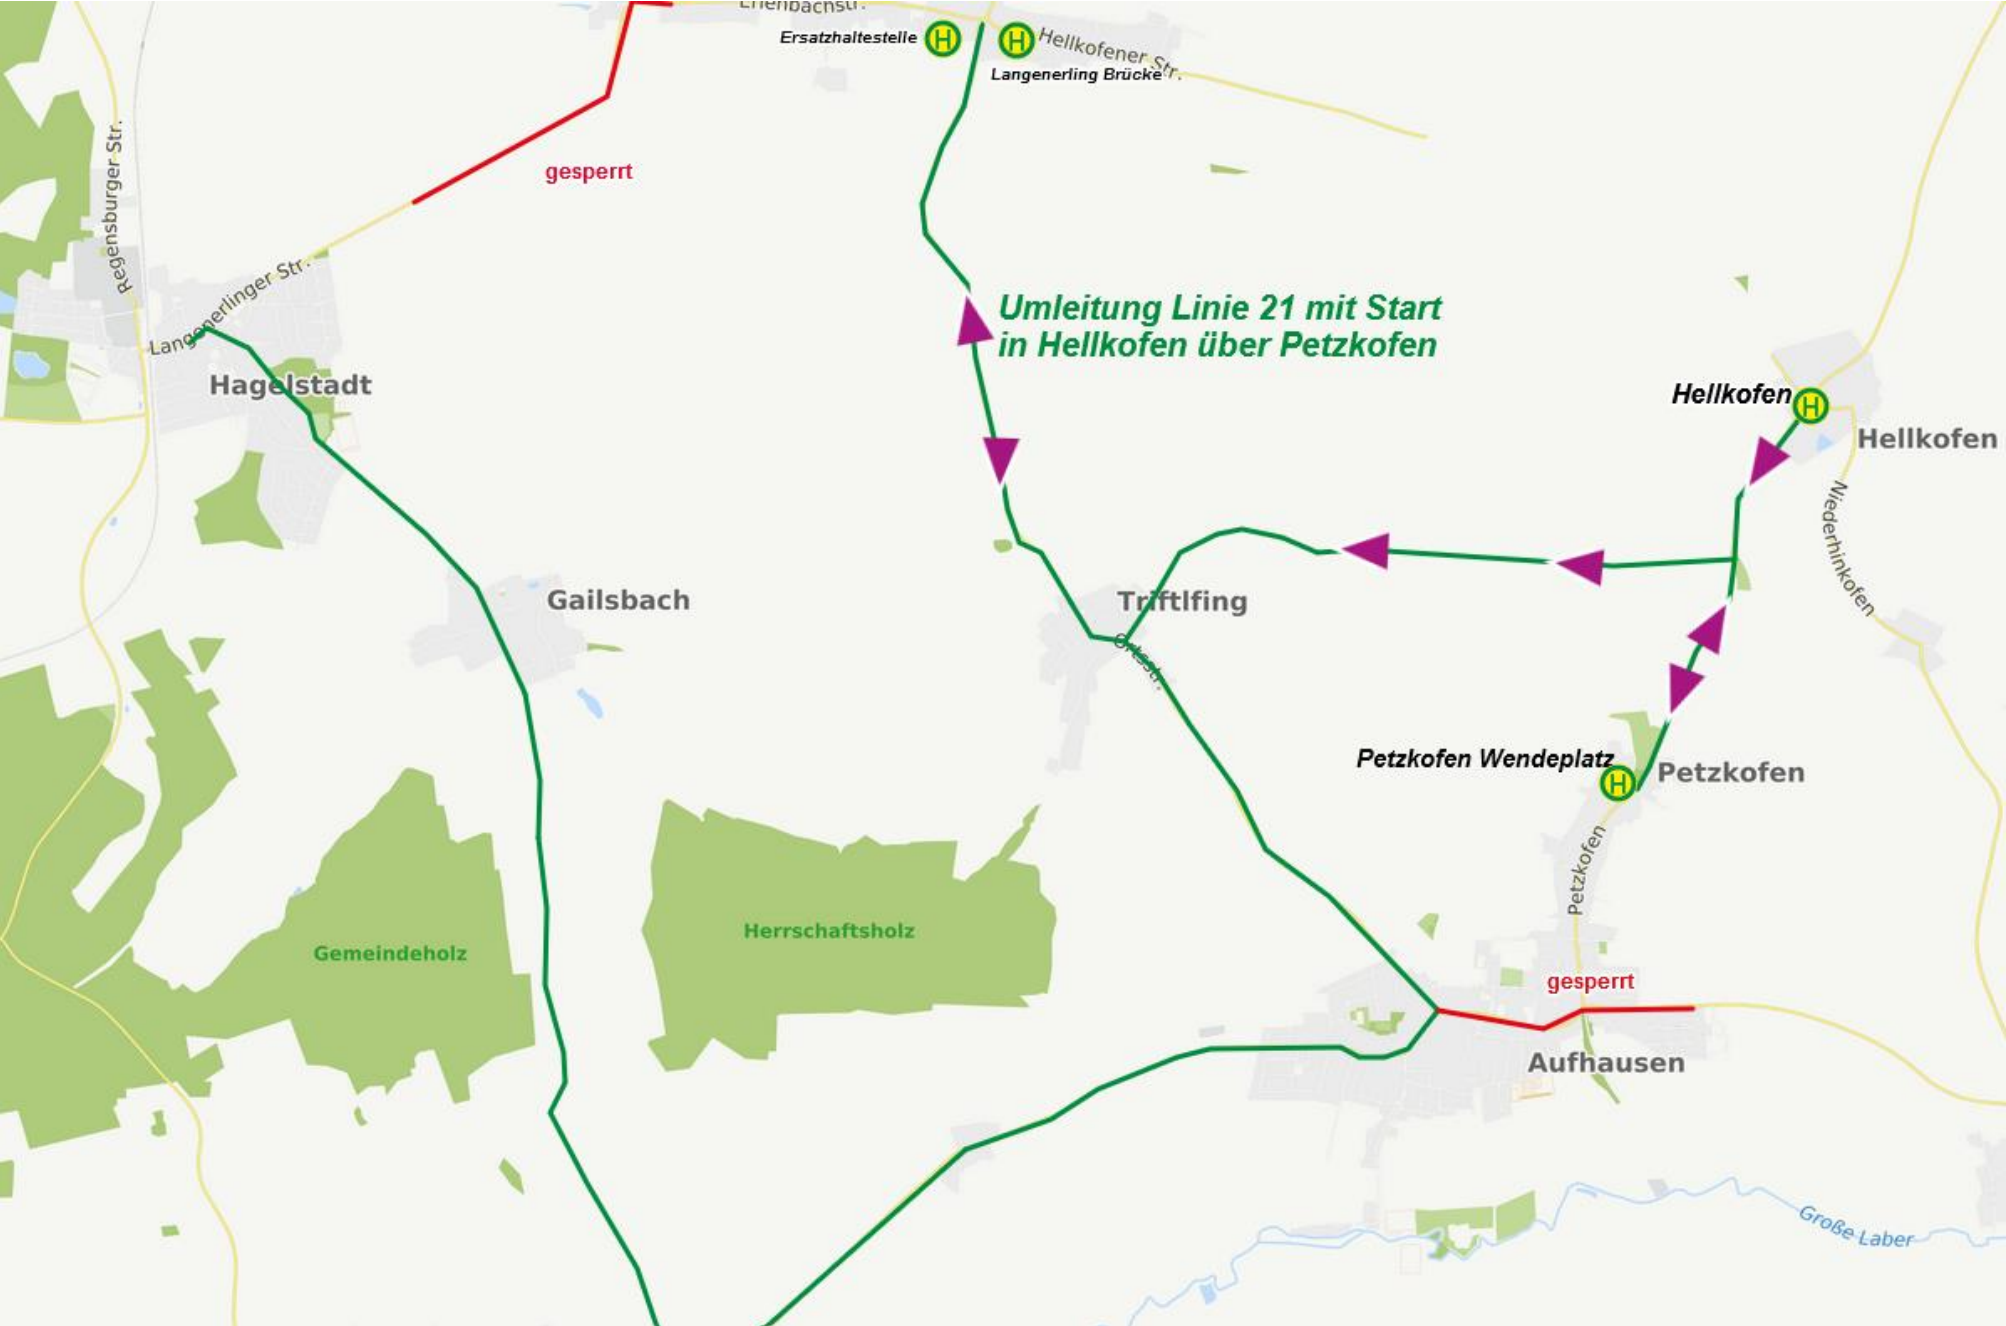 Erlenbachstr.
Ersatzhaltestelle
H
H
Hellkofener Str.
Langenerling Brücke
Regensburger Str.
gesperrt
Langenerlinger Str.
Umleitung Linie 21 mit Start
in Hellkofen über Petzkofen
Hagelstadt
Hellkofen
H
Hellkofen
Niederhinkofen
Gailsbach
Triftlfing
Ortsstr.
Petzkofen Wendeplatz
H
Petzkofen
Petzkofen
Herrschaftsholz
Gemeindeholz
gesperrt
Aufhausen
Große Laber